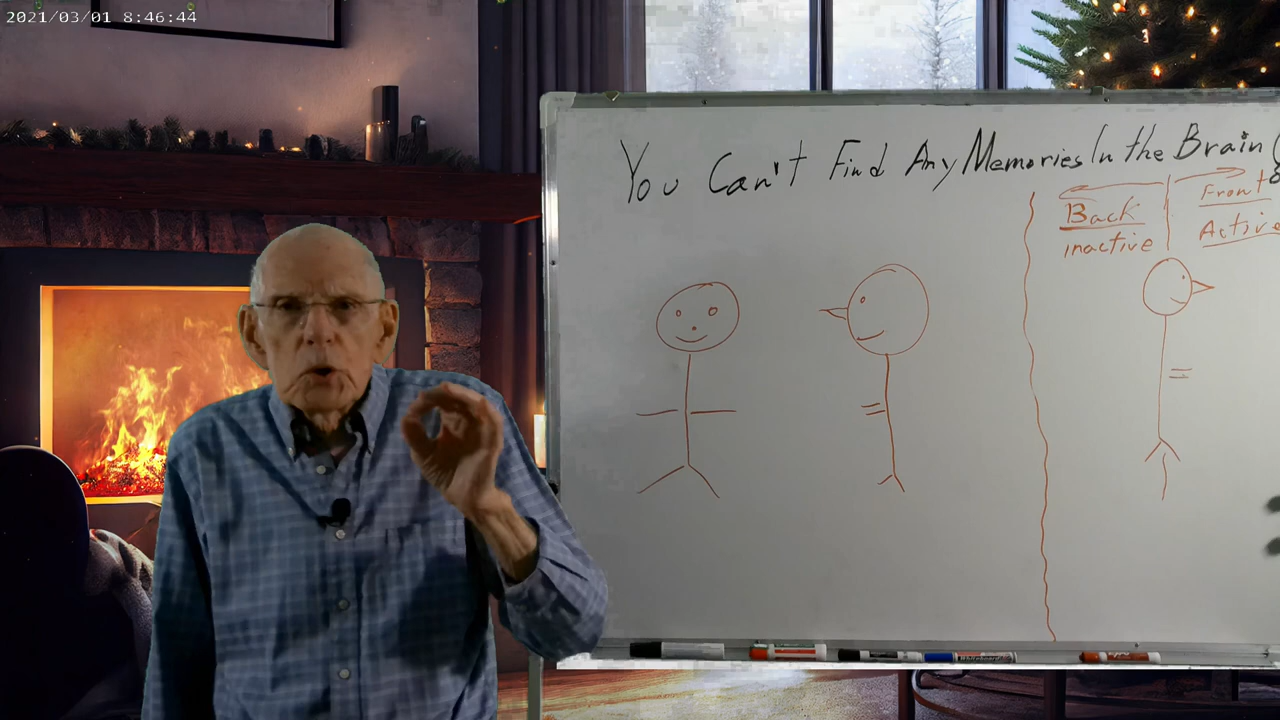 2021/03/01 8:46:44
You Can't Find Any Memories In the Brain (
Back
inactive
Front
Active